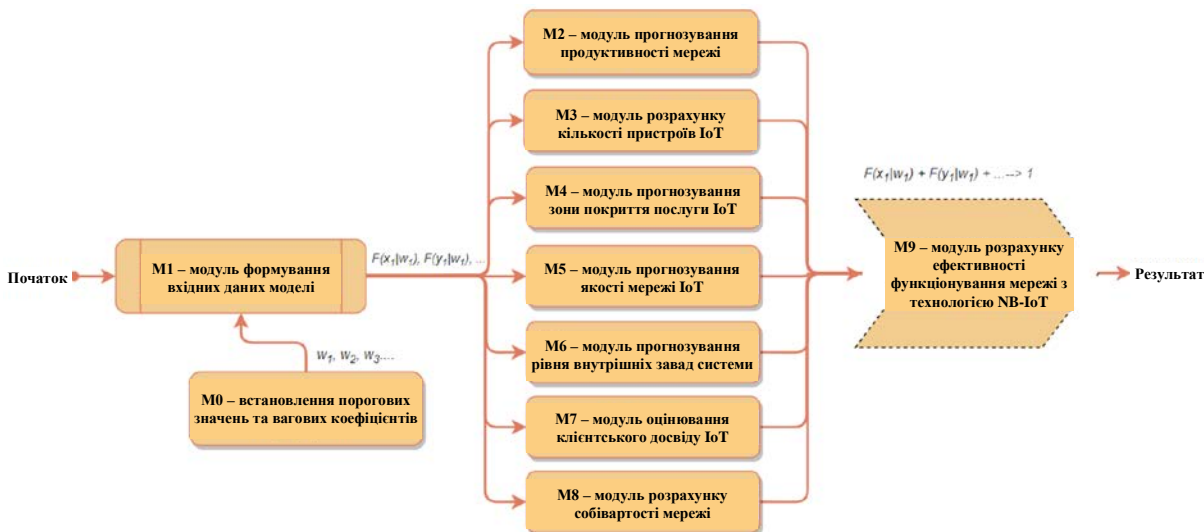 Початок
M1 – модуль формування
вхідних даних моделі
w₁, w₂, w₃....
M0 – встановлення порогових
значень та вагових коефіцієнтів
F(x₁|w₁), F(y₁|w₁), ...
M2 – модуль прогнозування
продуктивності мережі
M3 – модуль розрахунку
кількості пристроїв IoT
M4 – модуль прогнозування
зони покриття послуги IoT
M5 – модуль прогнозування
якості мережі IoT
M6 – модуль прогнозування
рівня внутрішніх завад системи
M7 – модуль оцінювання
клієнтського досвіду IoT
M8 – модуль розрахунку
собівартості мережі
F(x₁|w₁) + F(y₁|w₁) + ...--> 1
M9 – модуль розрахунку
ефективності
функціонування мережі з
технологією NB-IoT
Результат